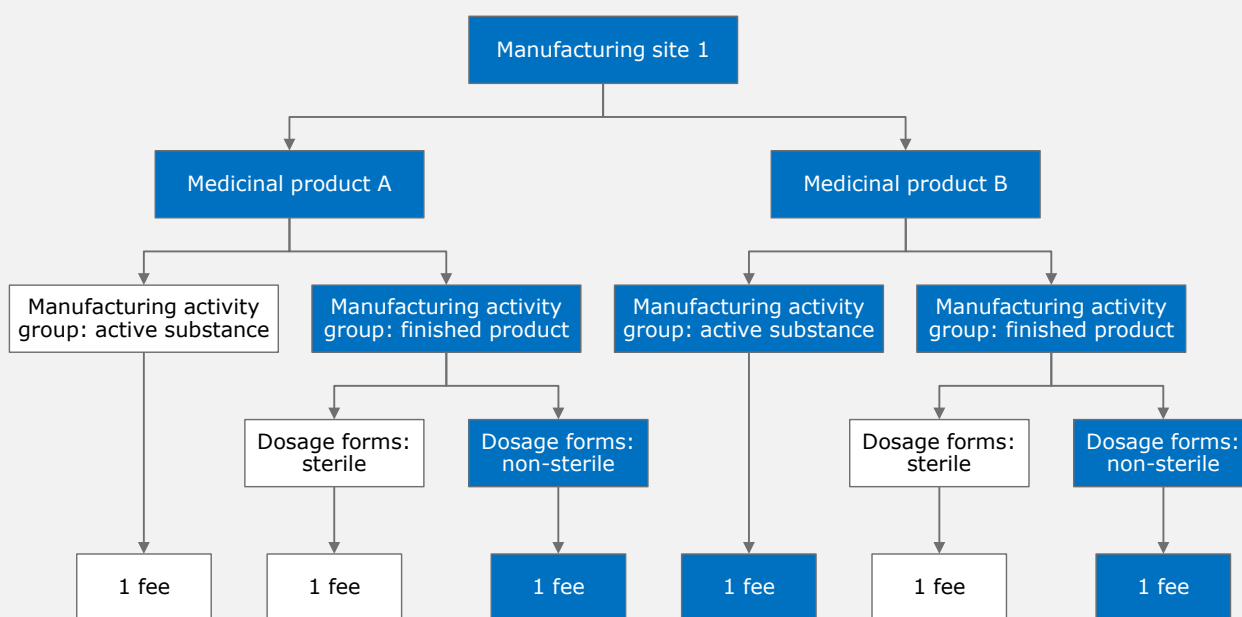 Manufacturing site 1
Medicinal product A
Medicinal product B
Manufacturing activity
group: active substance
Manufacturing activity
group: finished product
Manufacturing activity
group: active substance
Manufacturing activity
group: finished product
Dosage forms:
sterile
Dosage forms:
non-sterile
Dosage forms:
sterile
Dosage forms:
non-sterile
1 fee
1 fee
1 fee
1 fee
1 fee
1 fee